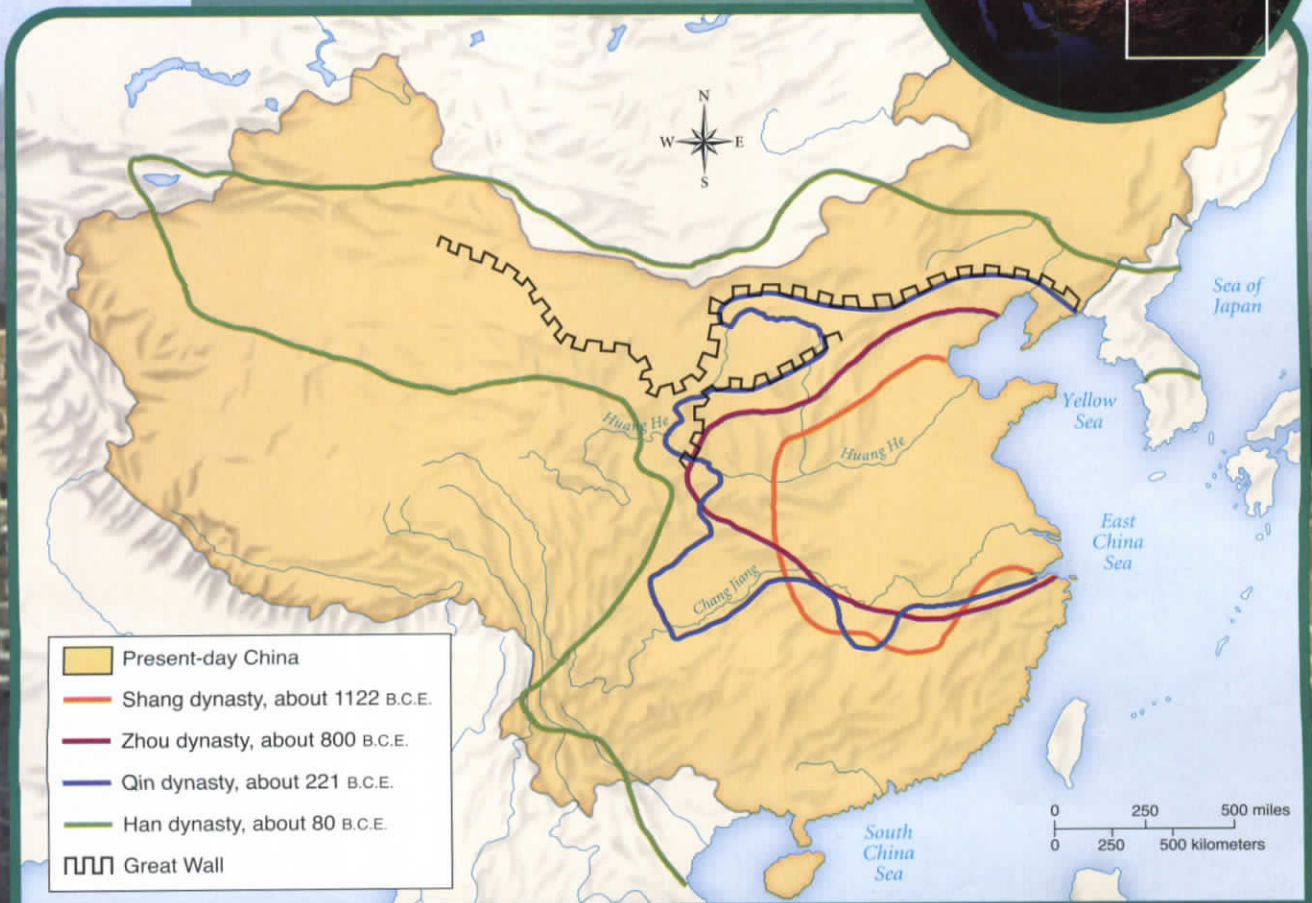 N
W E
S
Sea of
Japan
Yellow
Sea
Huang He
Huang He
East
China
Sea
Chang Jiang
Present-day China
Shang dynasty, about 1122 B.C.E.
Zhou dynasty, about 800 B.C.E.
Qin dynasty, about 221 B.C.E.
Han dynasty, about 80 B.C.E.
Great Wall
0 250 500 miles
0 250 500 kilometers
South
China
Sea